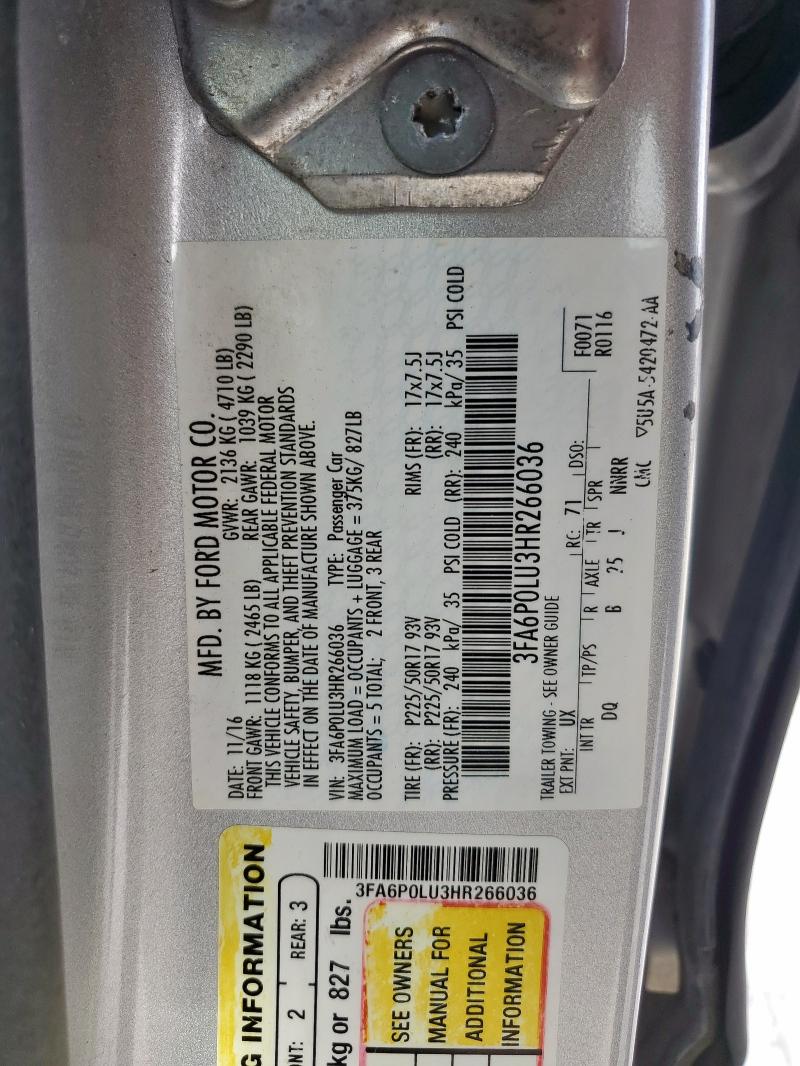 MFD. BY FORD MOTOR CO.
DATE: 11/16 GVWR: 2136 KG ( 4710 LB)
FRONT GAWR: 1118 KG ( 2465 LB) REAR GAWR: 1039 KG ( 2290 LB)
THIS VEHICLE CONFORMS TO ALL APPLICABLE FEDERAL MOTOR
VEHICLE SAFETY, BUMPER, AND THEFT PREVENTION STANDARDS
IN EFFECT ON THE DATE OF MANUFACTURE SHOWN ABOVE.
VIN: 3FA6P0LU3HR266036 TYPE: Passenger Car
MAXIMUM LOAD = OCCUPANTS + LUGGAGE = 375KG/ 827LB
OCCUPANTS = 5 TOTAL; 2 FRONT, 3 REAR
TIRE (FR): P225/50R17 93V RIMS (FR): 17x7.5J
(RR): P225/50R17 93V (RR): 17x7.5J
PRESSURE (FR): 240 kPa/ 35 PSI COLD (RR): 240 kPa/ 35 PSI COLD
3FA6P0LU3HR266036
TRAILER TOWING - SEE OWNER GUIDE
EXT PNT: UX RC: 71 DSO: F0071
INT TR TP/PS R AXLE TR SPR R0116
DQ B 25 J NWRR
CMC ▽5U5A-5420472-AA
G INFORMATION
ONT: 2 REAR: 3
kg or 827 lbs.
3FA6P0LU3HR266036
SEE OWNERS
MANUAL FOR
ADDITIONAL
INFORMATION